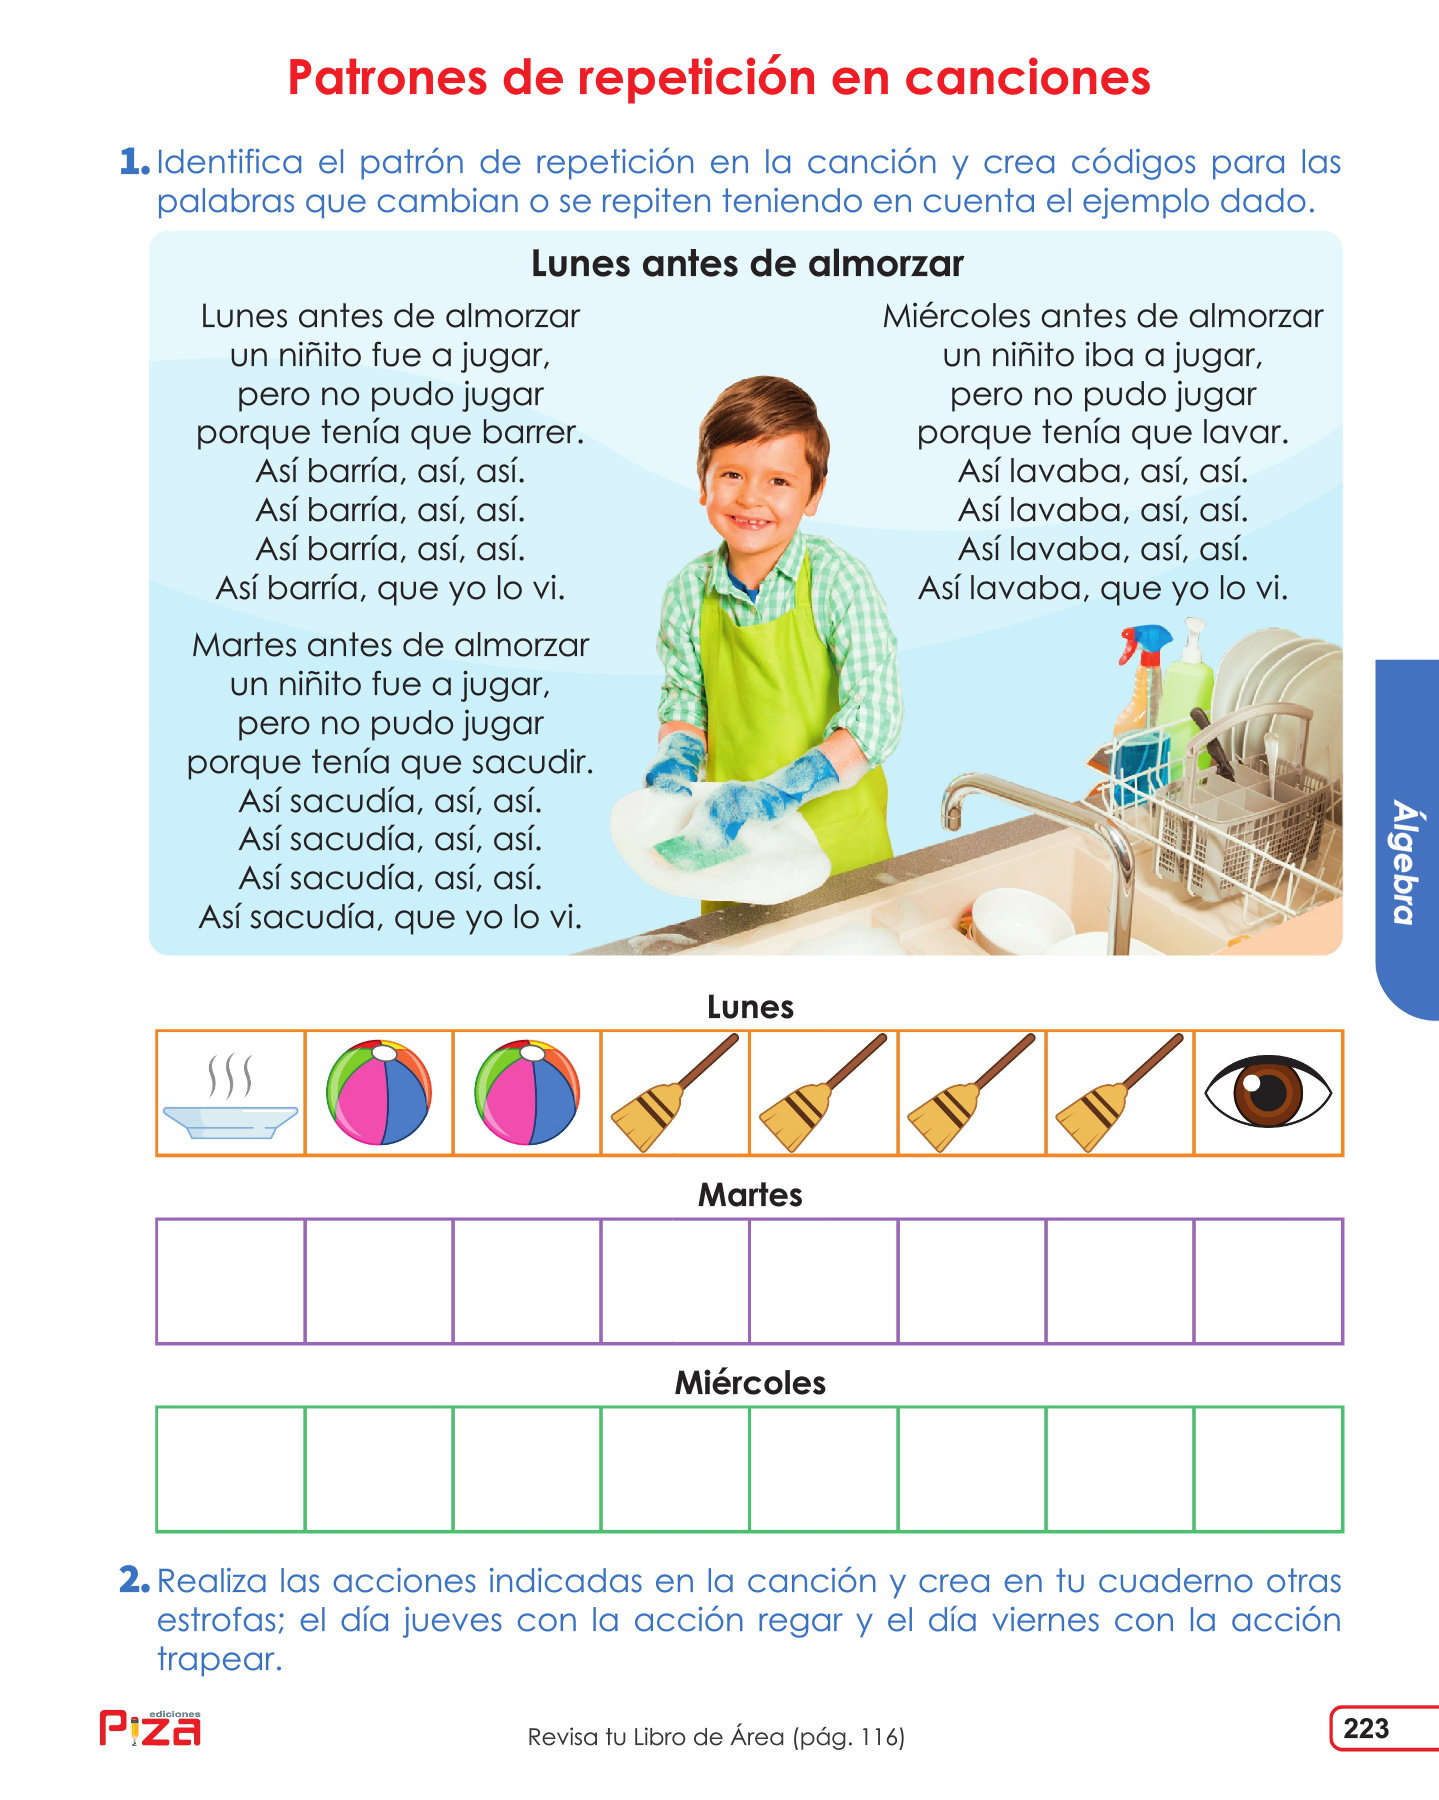 Patrones de repetición en canciones
1. Identifica el patrón de repetición en la canción y crea códigos para las
palabras que cambian o se repiten teniendo en cuenta el ejemplo dado.
Lunes antes de almorzar
Lunes antes de almorzar
un niñito fue a jugar,
pero no pudo jugar
porque tenía que barrer.
Así barría, así, así.
Así barría, así, así.
Así barría, así, así.
Así barría, que yo lo vi.
Martes antes de almorzar
un niñito fue a jugar,
pero no pudo jugar
porque tenía que sacudir.
Así sacudía, así, así.
Así sacudía, así, así.
Así sacudía, así, así.
Así sacudía, que yo lo vi.
Miércoles antes de almorzar
un niñito iba a jugar,
pero no pudo jugar
porque tenía que lavar.
Así lavaba, así, así.
Así lavaba, así, así.
Así lavaba, así, así.
Así lavaba, que yo lo vi.
Álgebra
Lunes
Martes
Miércoles
2. Realiza las acciones indicadas en la canción y crea en tu cuaderno otras
estrofas; el día jueves con la acción regar y el día viernes con la acción
trapear.
ediciones
Piza
Revisa tu Libro de Área (pág. 116)
223